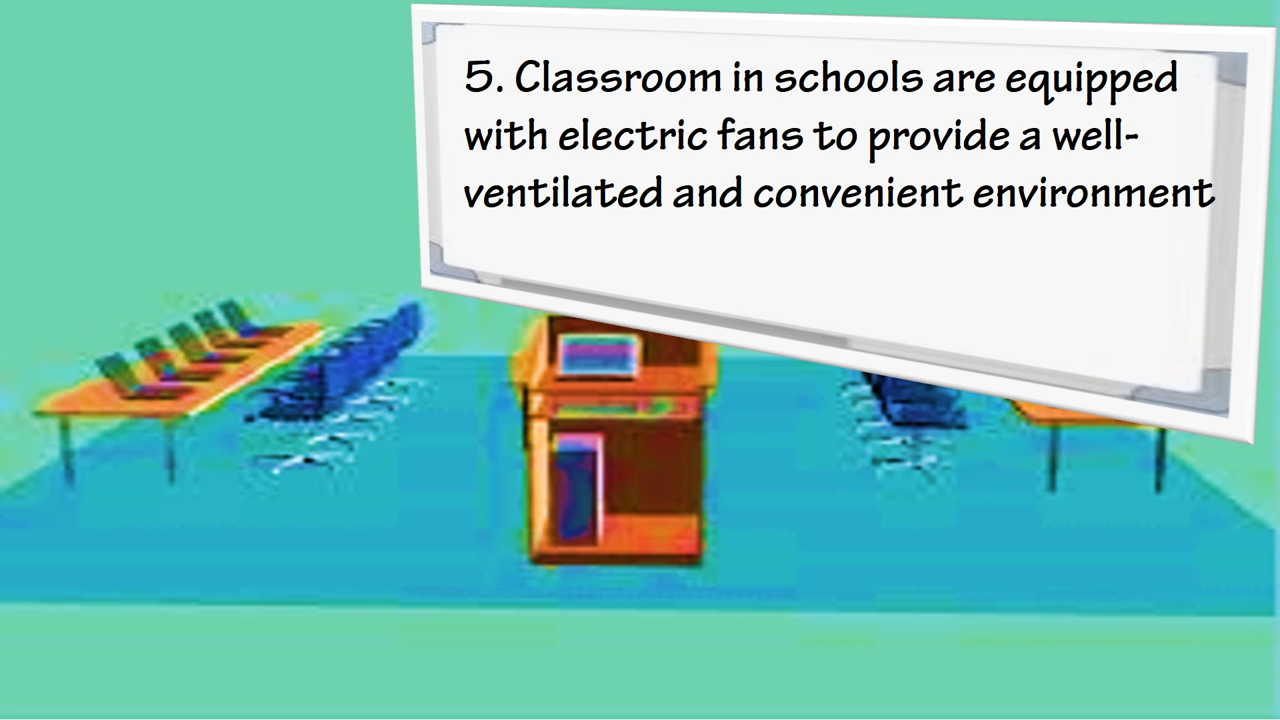 5. Classroom in schools are equipped
with electric fans to provide a well-
ventilated and convenient environment